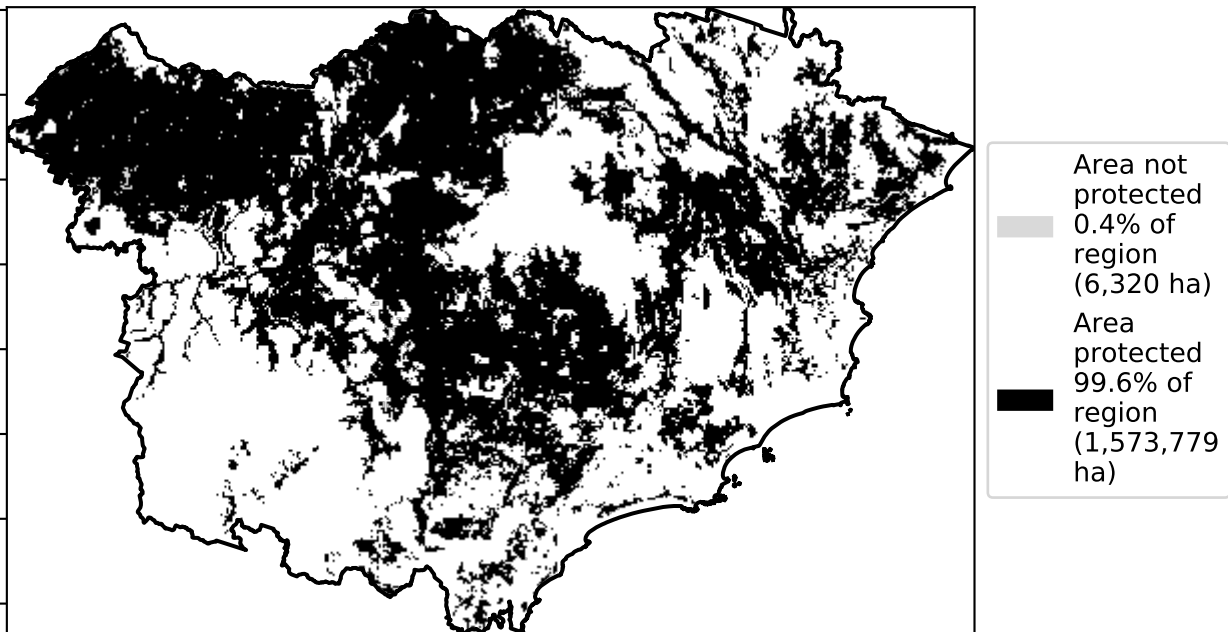 Area not
protected
0.4% of
region
(6,320 ha)
Area
protected
99.6% of
region
(1,573,779
ha)